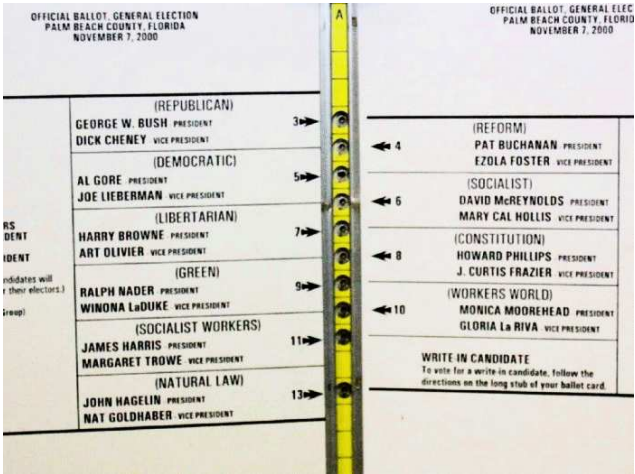 OFFICIAL BALLOT, GENERAL ELECTION
PALM BEACH COUNTY, FLORIDA
NOVEMBER 7, 2000
(REPUBLICAN)
GEORGE W. BUSH PRESIDENT
DICK CHENEY VICE PRESIDENT
3
(DEMOCRATIC)
AL GORE PRESIDENT
JOE LIEBERMAN VICE PRESIDENT
5
(LIBERTARIAN)
HARRY BROWNE PRESIDENT
ART OLIVIER VICE PRESIDENT
7
(GREEN)
RALPH NADER PRESIDENT
WINONA LaDUKE VICE PRESIDENT
9
(SOCIALIST WORKERS)
JAMES HARRIS PRESIDENT
MARGARET TROWE VICE PRESIDENT
11
(NATURAL LAW)
JOHN HAGELIN PRESIDENT
NAT GOLDHABER VICE PRESIDENT
13
RS
DENT
IDENT
ndidates will
r their electors.)
Group)
A
OFFICIAL BALLOT, GENERAL ELEC
PALM BEACH COUNTY, FLORID
NOVEMBER 7, 2000
(REFORM)
4
PAT BUCHANAN PRESIDENT
EZOLA FOSTER VICE PRESIDENT
(SOCIALIST)
6
DAVID McREYNOLDS PRESIDENT
MARY CAL HOLLIS VICE PRESIDENT
(CONSTITUTION)
8
HOWARD PHILLIPS PRESIDENT
J. CURTIS FRAZIER VICE PRESIDENT
(WORKERS WORLD)
10
MONICA MOOREHEAD PRESIDENT
GLORIA La RIVA VICE PRESIDENT
WRITE-IN CANDIDATE
To vote for a write-in candidate, follow the
directions on the long stub of your ballot card.